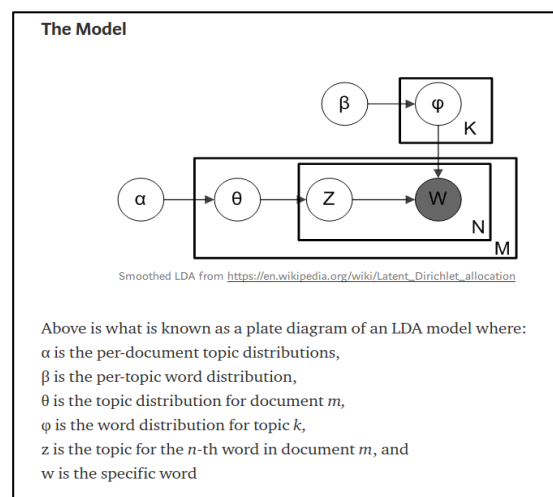 The Model
β
φ
K
α
θ
Z
W
N
M
Smoothed LDA from https://en.wikipedia.org/wiki/Latent_Dirichlet_allocation
Above is what is known as a plate diagram of an LDA model where:
α is the per-document topic distributions,
β is the per-topic word distribution,
θ is the topic distribution for document m,
φ is the word distribution for topic k,
z is the topic for the n-th word in document m, and
w is the specific word